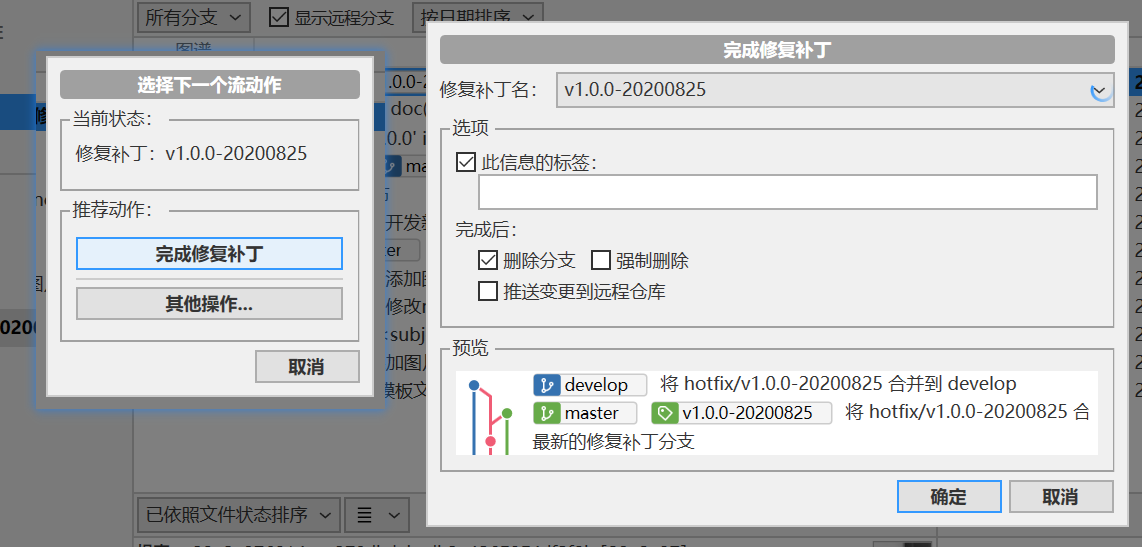 所有分支
显示远程分支
按日期排序
图谱
选择下一个流动作
当前状态：
修复补丁：v1.0.0-20200825
推荐动作：
完成修复补丁
其他操作...
取消
完成修复补丁
修复补丁名：
v1.0.0-20200825
选项
此信息的标签：
完成后：
删除分支
强制删除
推送变更到远程仓库
预览
develop 将 hotfix/v1.0.0-20200825 合并到 develop
master v1.0.0-20200825 将 hotfix/v1.0.0-20200825 合
最新的修复补丁分支
确定
取消
已依照文件状态排序